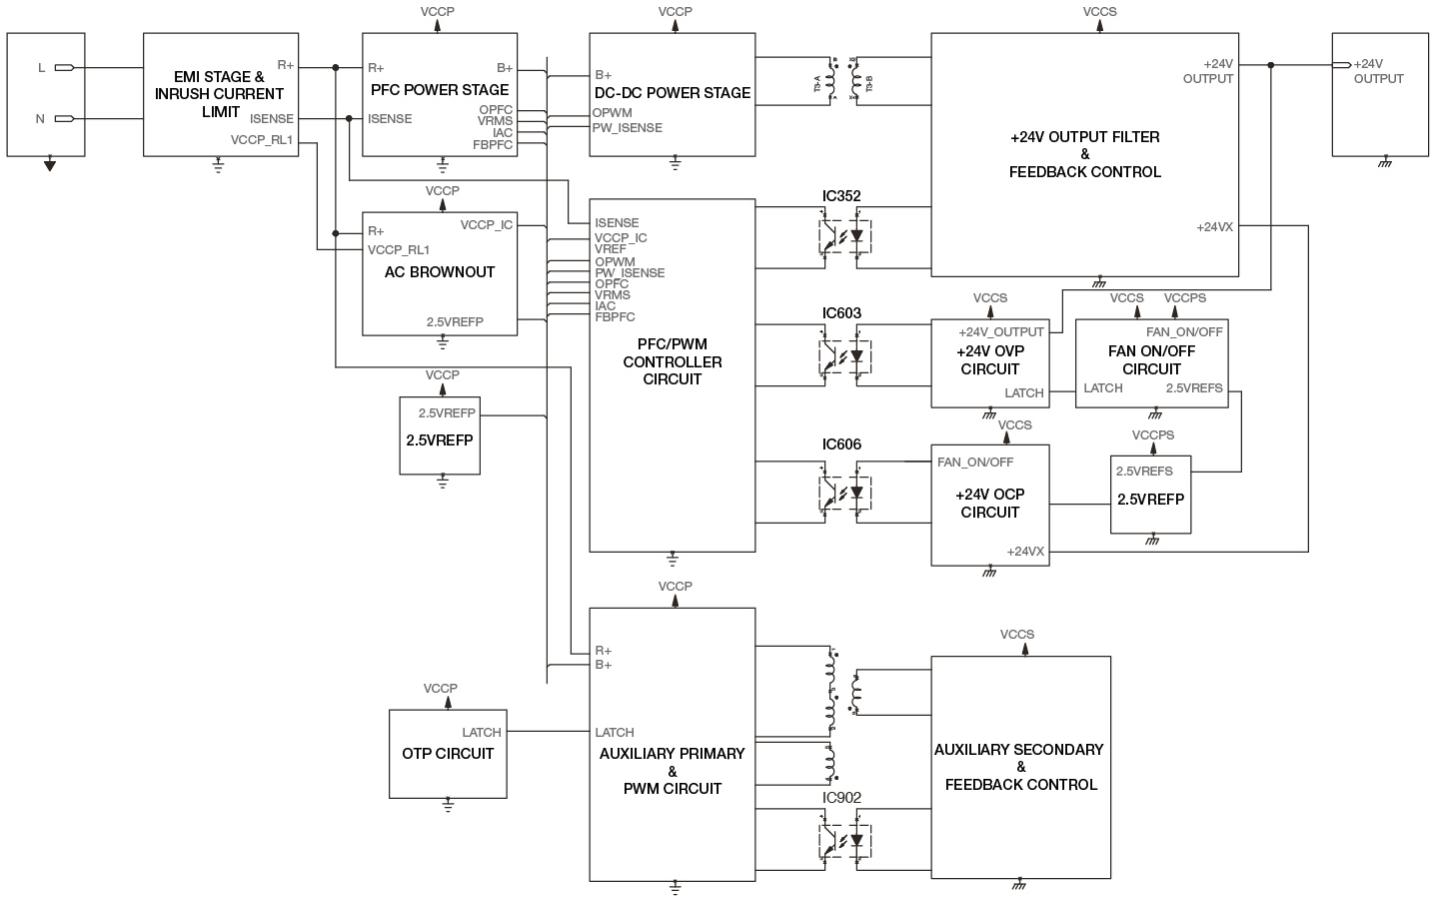 VCCP
VCCP
VCCS
L
N
EMI STAGE &
INRUSH CURRENT
LIMIT
R+
ISENSE
VCCP_RL1
R+
ISENSE
PFC POWER STAGE
B+
OPFC
VRMS
IAC
FBPFC
B+
DC-DC POWER STAGE
OPWM
PW_ISENSE
T3-A
T3-B
+24V
OUTPUT
+24V OUTPUT FILTER
&
FEEDBACK CONTROL
+24VX
+24V
OUTPUT
VCCP
R+
VCCP_RL1
VCCP_IC
AC BROWNOUT
2.5VREFP
VCCP
2.5VREFP
2.5VREFP
ISENSE
VCCP_IC
VREF
OPWM
PW_ISENSE
OPFC
VRMS
IAC
FBPFC
PFC/PWM
CONTROLLER
CIRCUIT
IC352
IC603
IC606
VCCS
+24V_OUTPUT
+24V OVP
CIRCUIT
LATCH
VCCS
VCCPS
FAN_ON/OFF
FAN ON/OFF
CIRCUIT
LATCH
2.5VREFS
VCCS
FAN_ON/OFF
+24V OCP
CIRCUIT
+24VX
VCCPS
2.5VREFS
2.5VREFP
VCCP
R+
B+
LATCH
AUXILIARY PRIMARY
&
PWM CIRCUIT
VCCP
LATCH
OTP CIRCUIT
IC902
VCCS
AUXILIARY SECONDARY
&
FEEDBACK CONTROL